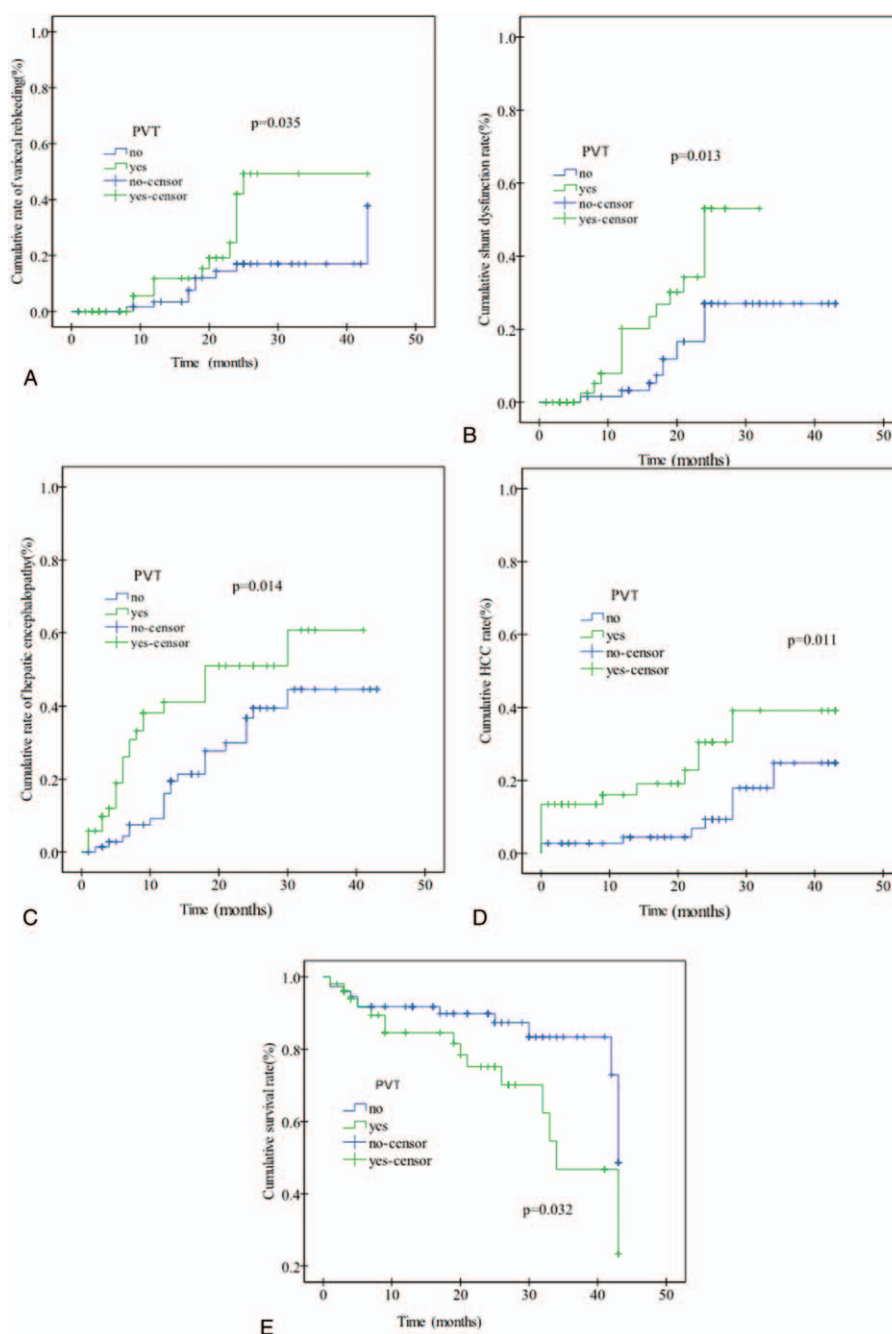 Cumulative rate of variceal rebleeding(%)
1.0
0.8
0.6
0.4
0.2
0.0
p=0.035
PVT
no
yes
no-censor
yes-censor
0 10 20 30 40 50
Time (months)
A
Cumulative shunt dysfunction rate(%)
1.0
0.8
0.6
0.4
0.2
0.0
p=0.013
PVT
no
yes
no-censor
yes-censor
0 10 20 30 40 50
Time (months)
B
Cumulative rate of hepatic encephalopathy(%)
1.0
0.8
0.6
0.4
0.2
0.0
p=0.014
PVT
no
yes
no-censor
yes-censor
0 10 20 30 40 50
Time (months)
C
Cumulative HCC rate(%)
1.0
0.8
0.6
0.4
0.2
0.0
p=0.011
PVT
no
yes
no-censor
yes-censor
0 10 20 30 40 50
Time (months)
D
Cumulative survival rate(%)
1.0
0.8
0.6
0.4
0.2
PVT
no
yes
no-censor
yes-censor
p=0.032
0 10 20 30 40 50
Time (months)
E